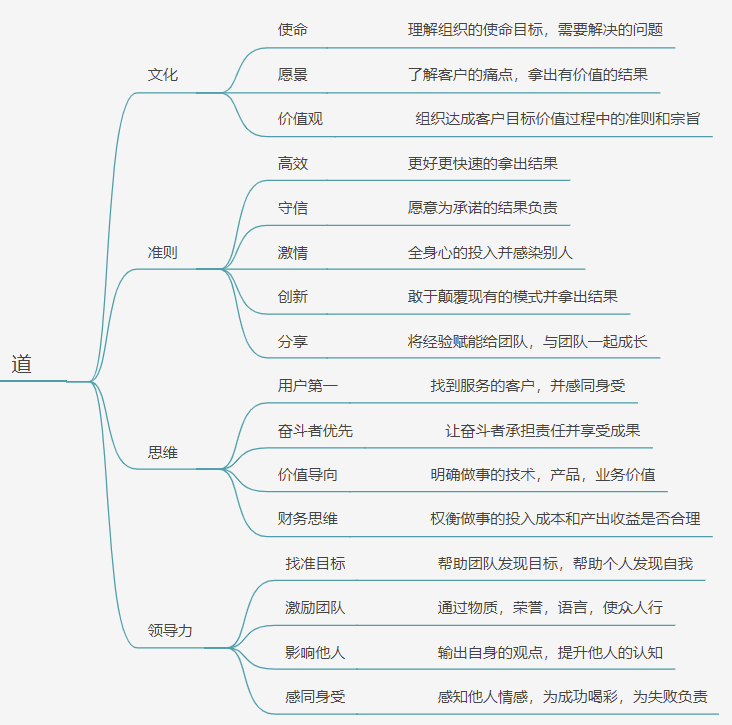 道
文化
使命 理解组织的使命目标，需要解决的问题
愿景 了解客户的痛点，拿出有价值的结果
价值观 组织达成客户目标价值过程中的准则和宗旨
准则
高效 更好更快速的拿出结果
守信 愿意为承诺的结果负责
激情 全身心的投入并感染别人
创新 敢于颠覆现有的模式并拿出结果
分享 将经验赋能给团队，与团队一起成长
思维
用户第一 找到服务的客户，并感同身受
奋斗者优先 让奋斗者承担责任并享受成果
价值导向 明确做事的技术，产品，业务价值
财务思维 权衡做事的投入成本和产出收益是否合理
领导力
找准目标 帮助团队发现目标，帮助个人发现自我
激励团队 通过物质，荣誉，语言，使众人行
影响他人 输出自身的观点，提升他人的认知
感同身受 感知他人情感，为成功喝彩，为失败负责